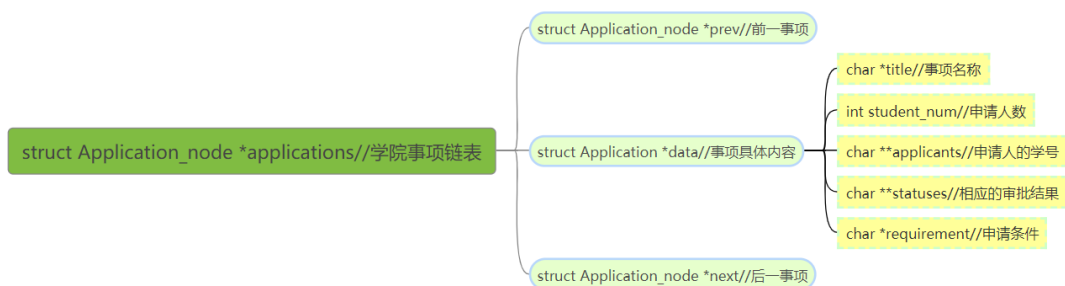 struct Application_node *applications//学院事项链表
struct Application_node *prev//前一事项
struct Application *data//事项具体内容
char *title//事项名称
int student_num//申请人数
char **applicants//申请人的学号
char **statuses//相应的审批结果
char *requirement//申请条件
struct Application_node *next//后一事项